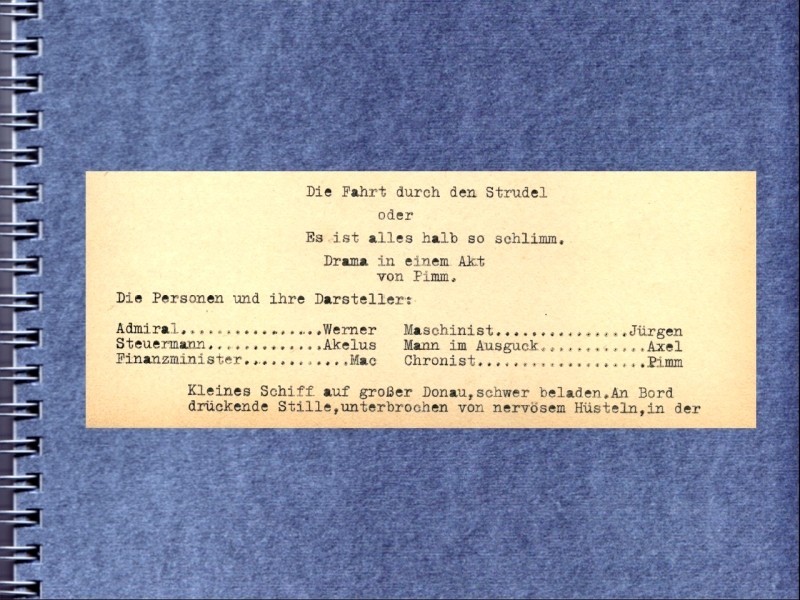 Die Fahrt durch den Strudel
oder
Es ist alles halb so schlimm.
Drama in einem Akt
von Pimm.
Die Personen und ihre Darsteller:
Admiral................Werner Maschinist...............Jürgen
Steuermann.............Akelus Mann im Ausguck............Axel
Finanzminister............Mac Chronist...................Pimm
Kleines Schiff auf großer Donau,schwer beladen.An Bord
drückende Stille,unterbrochen von nervösem Hüsteln,in der